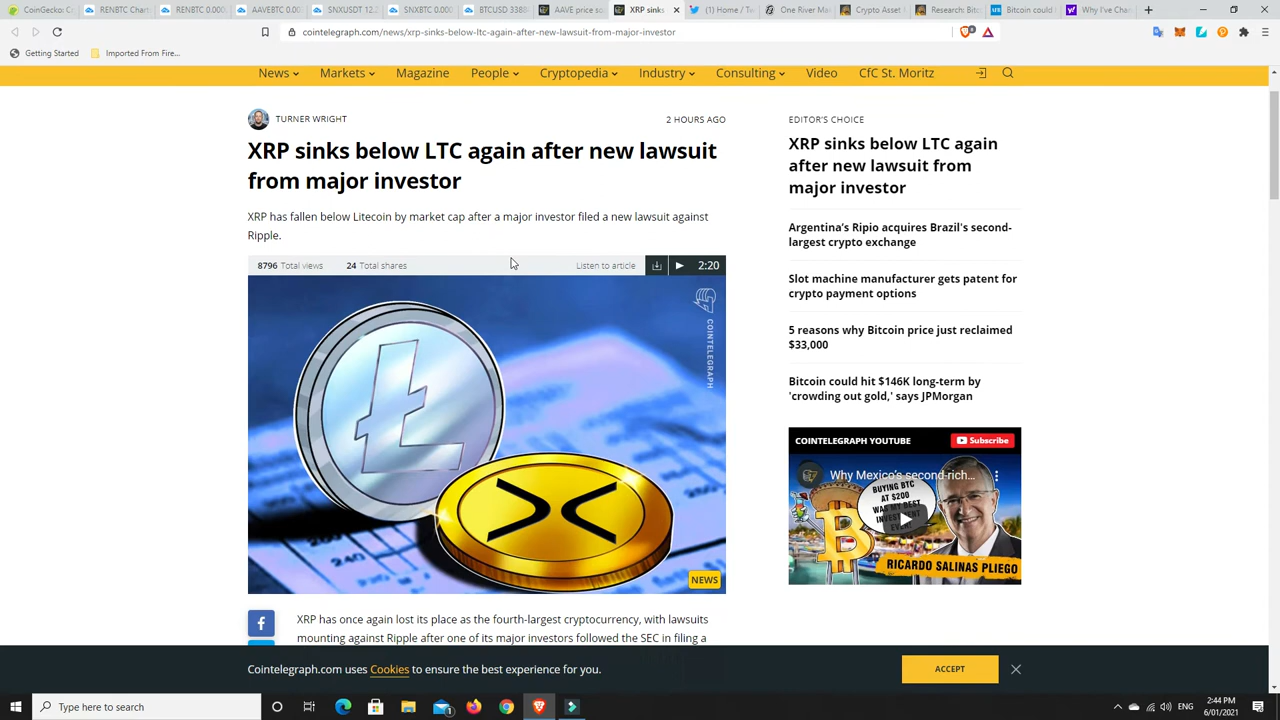 CoinGecko Ca
RENBTC Chart
RENBTC 0.000
AAVEBTC 0.00
SNXUSDT 12.2
SNXBTC 0.000
BTCUSD 3388
AAVE price so
XRP sinks
(1) Home / Tw
One River Ma
Crypto Asset
Research: Bit
Bitcoin could
Why I've Cha
cointelegraph.com/news/xrp-sinks-below-ltc-again-after-new-lawsuit-from-major-investor
Getting Started
Imported From Fire...
News
Markets
Magazine
People
Cryptopedia
Industry
Consulting
Video
CfC St. Moritz
TURNER WRIGHT
2 HOURS AGO
XRP sinks below LTC again after new lawsuit
from major investor
XRP has fallen below Litecoin by market cap after a major investor filed a new lawsuit against
Ripple.
8796 Total views
24 Total shares
Listen to article
2:20
COINTELEGRAPH
NEWS
XRP has once again lost its place as the fourth-largest cryptocurrency, with lawsuits
mounting against Ripple after one of its major investors followed the SEC in filing a
EDITOR'S CHOICE
XRP sinks below LTC again
after new lawsuit from
major investor
Argentina's Ripio acquires Brazil's second-
largest crypto exchange
Slot machine manufacturer gets patent for
crypto payment options
5 reasons why Bitcoin price just reclaimed
$33,000
Bitcoin could hit $146K long-term by
'crowding out gold,' says JPMorgan
COINTELEGRAPH YOUTUBE
Subscribe
Why Mexico's second-rich...
BUYING BTC
AT $200
WAS MY BEST
INVESTMENT
EVER!
RICARDO SALINAS PLIEGO
Cointelegraph.com uses Cookies to ensure the best experience for you.
ACCEPT
Type here to search
2:44 PM
6/01/2021